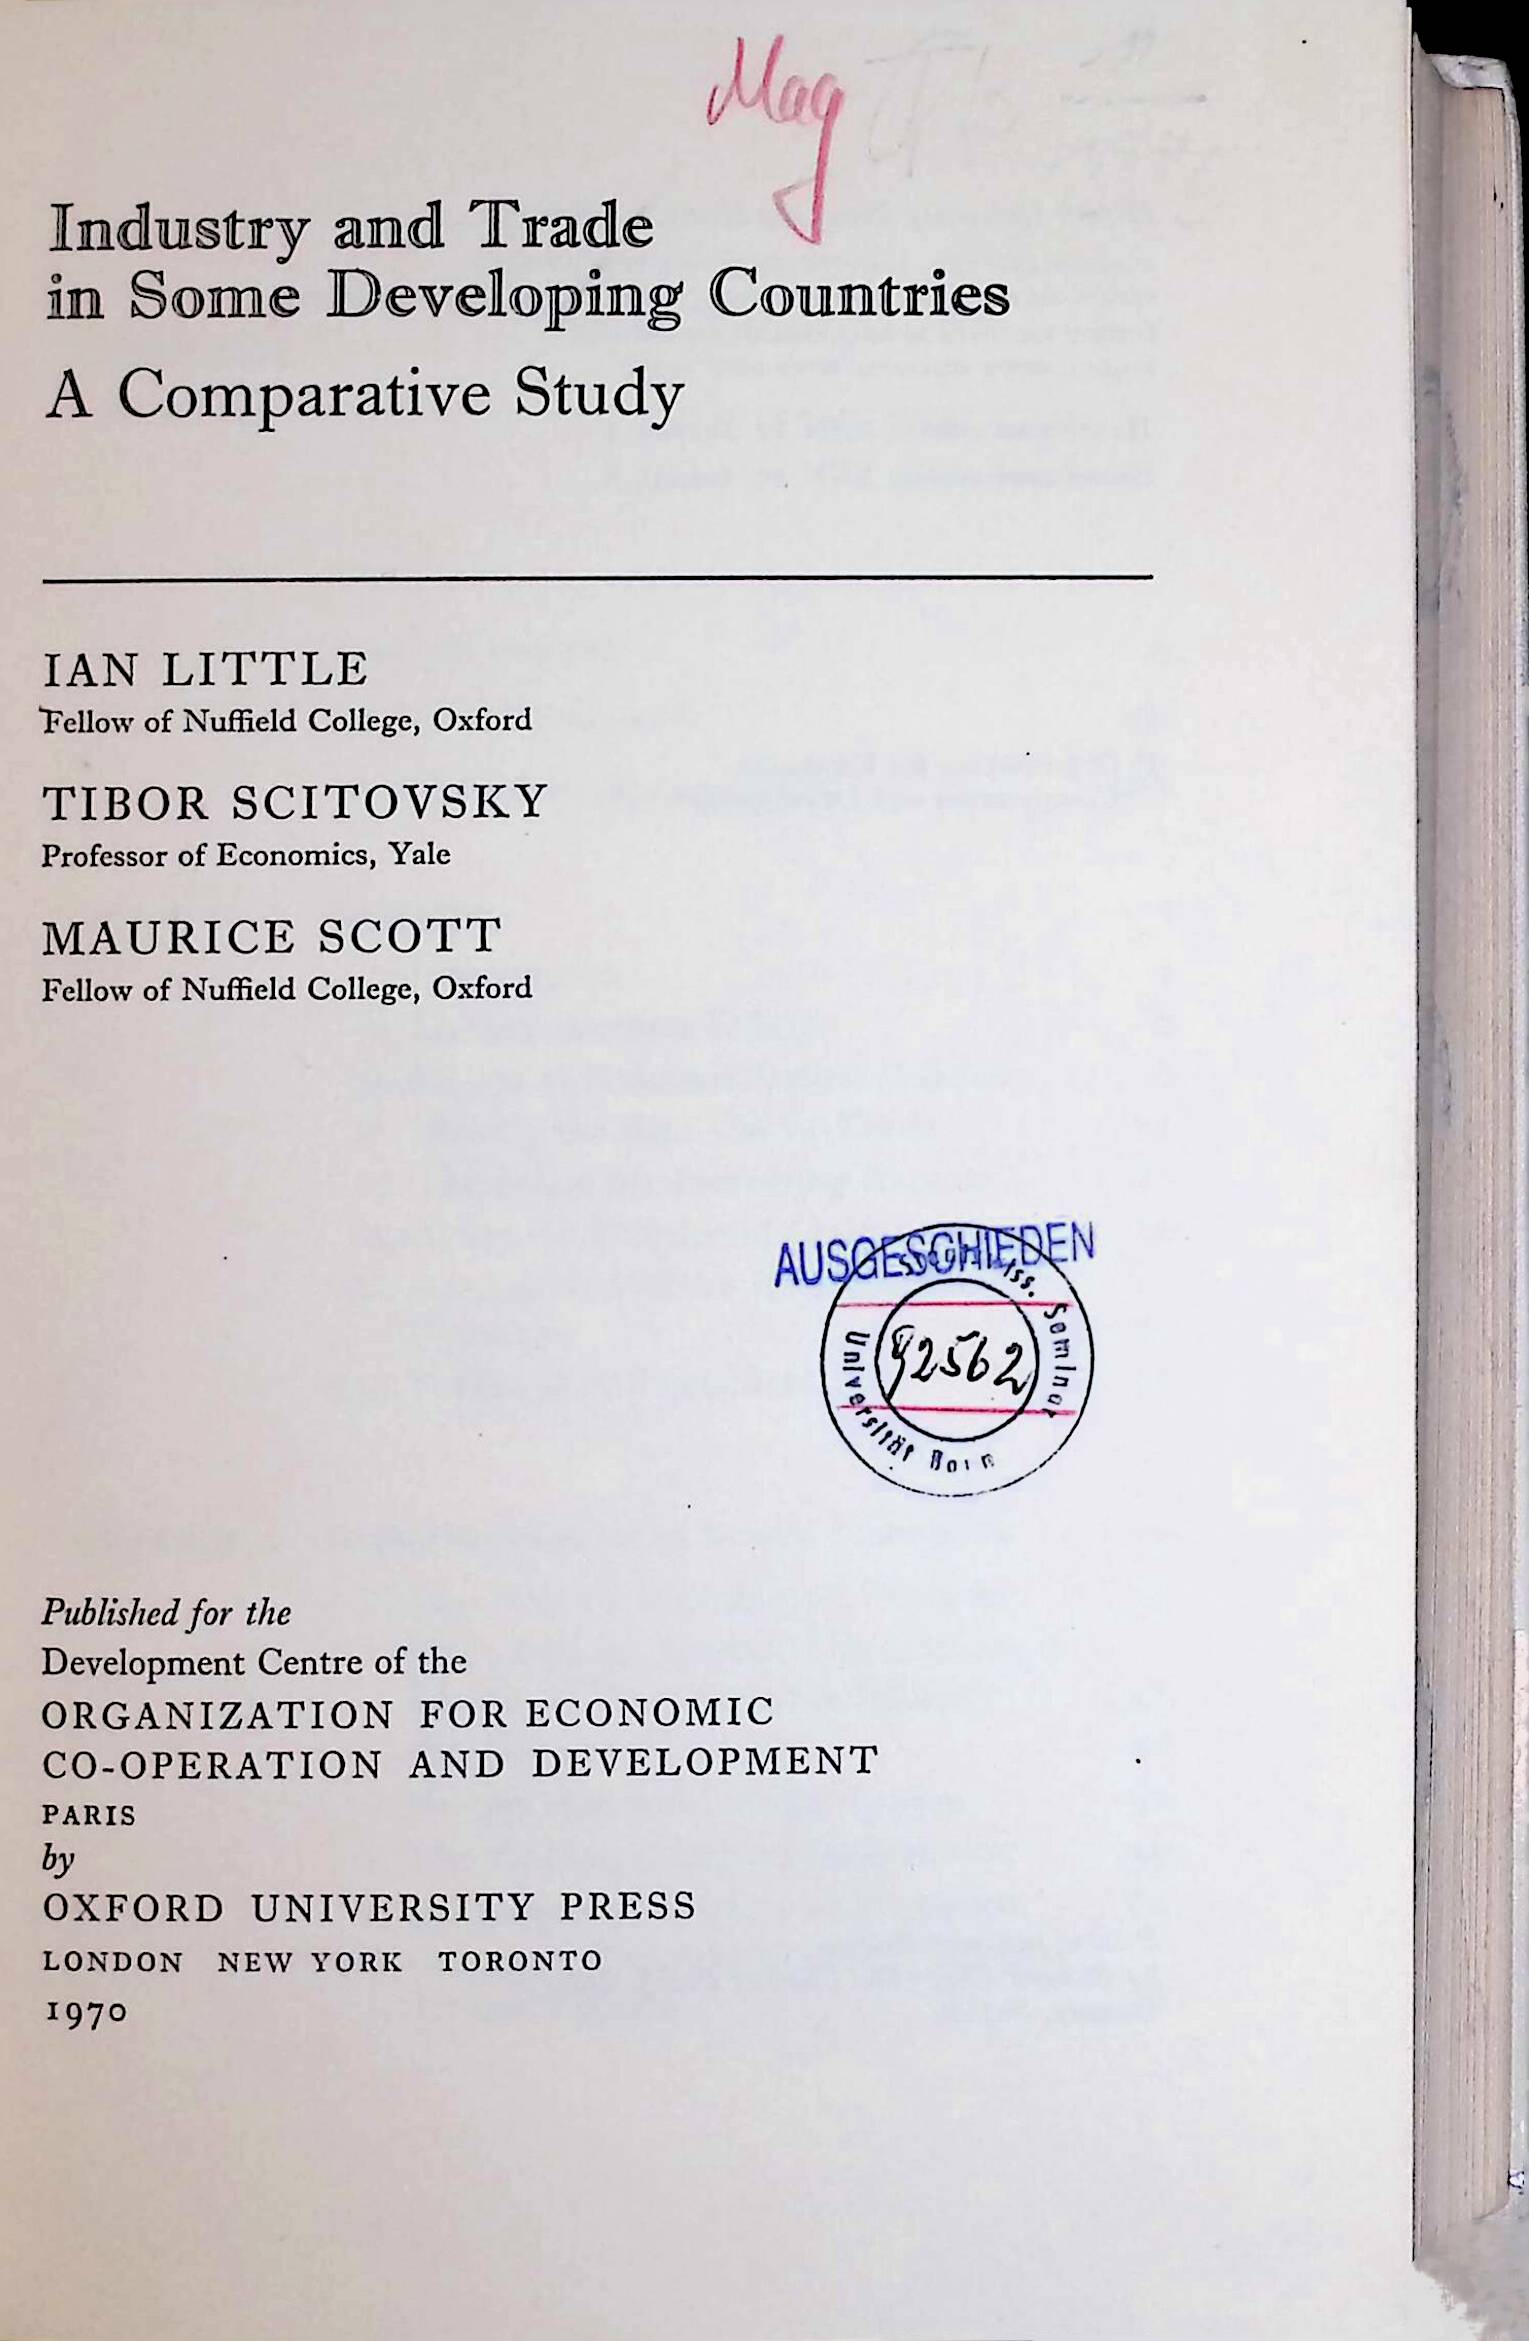 Mag
Industry and Trade
in Some Developing Countries
A Comparative Study
IAN LITTLE
Fellow of Nuffield College, Oxford
TIBOR SCITOVSKY
Professor of Economics, Yale
MAURICE SCOTT
Fellow of Nuffield College, Oxford
AUSGESCHIEDEN
Seminar
92562
Universität
Published for the
Development Centre of the
ORGANIZATION FOR ECONOMIC
CO-OPERATION AND DEVELOPMENT
PARIS
by
OXFORD UNIVERSITY PRESS
LONDON NEW YORK TORONTO
1970